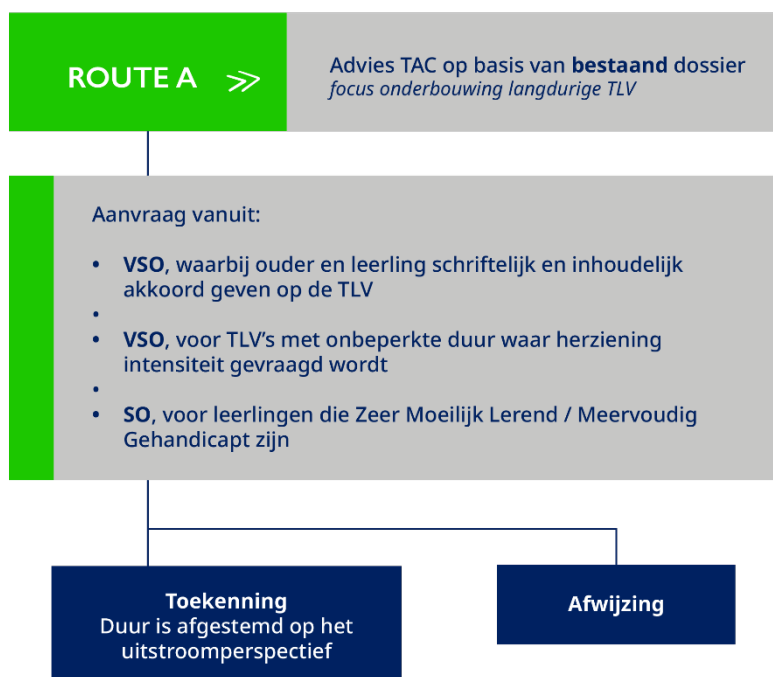 ROUTE A >>
Advies TAC op basis van bestaand dossier
focus onderbouwing langdurige TLV
Aanvraag vanuit:
• VSO, waarbij ouder en leerling schriftelijk en inhoudelijk
akkoord geven op de TLV
•
• VSO, voor TLV's met onbeperkte duur waar herziening
intensiteit gevraagd wordt
•
• SO, voor leerlingen die Zeer Moeilijk Lerend / Meervoudig
Gehandicapt zijn
Toekenning
Duur is afgestemd op het
uitstroomperspectief
Afwijzing